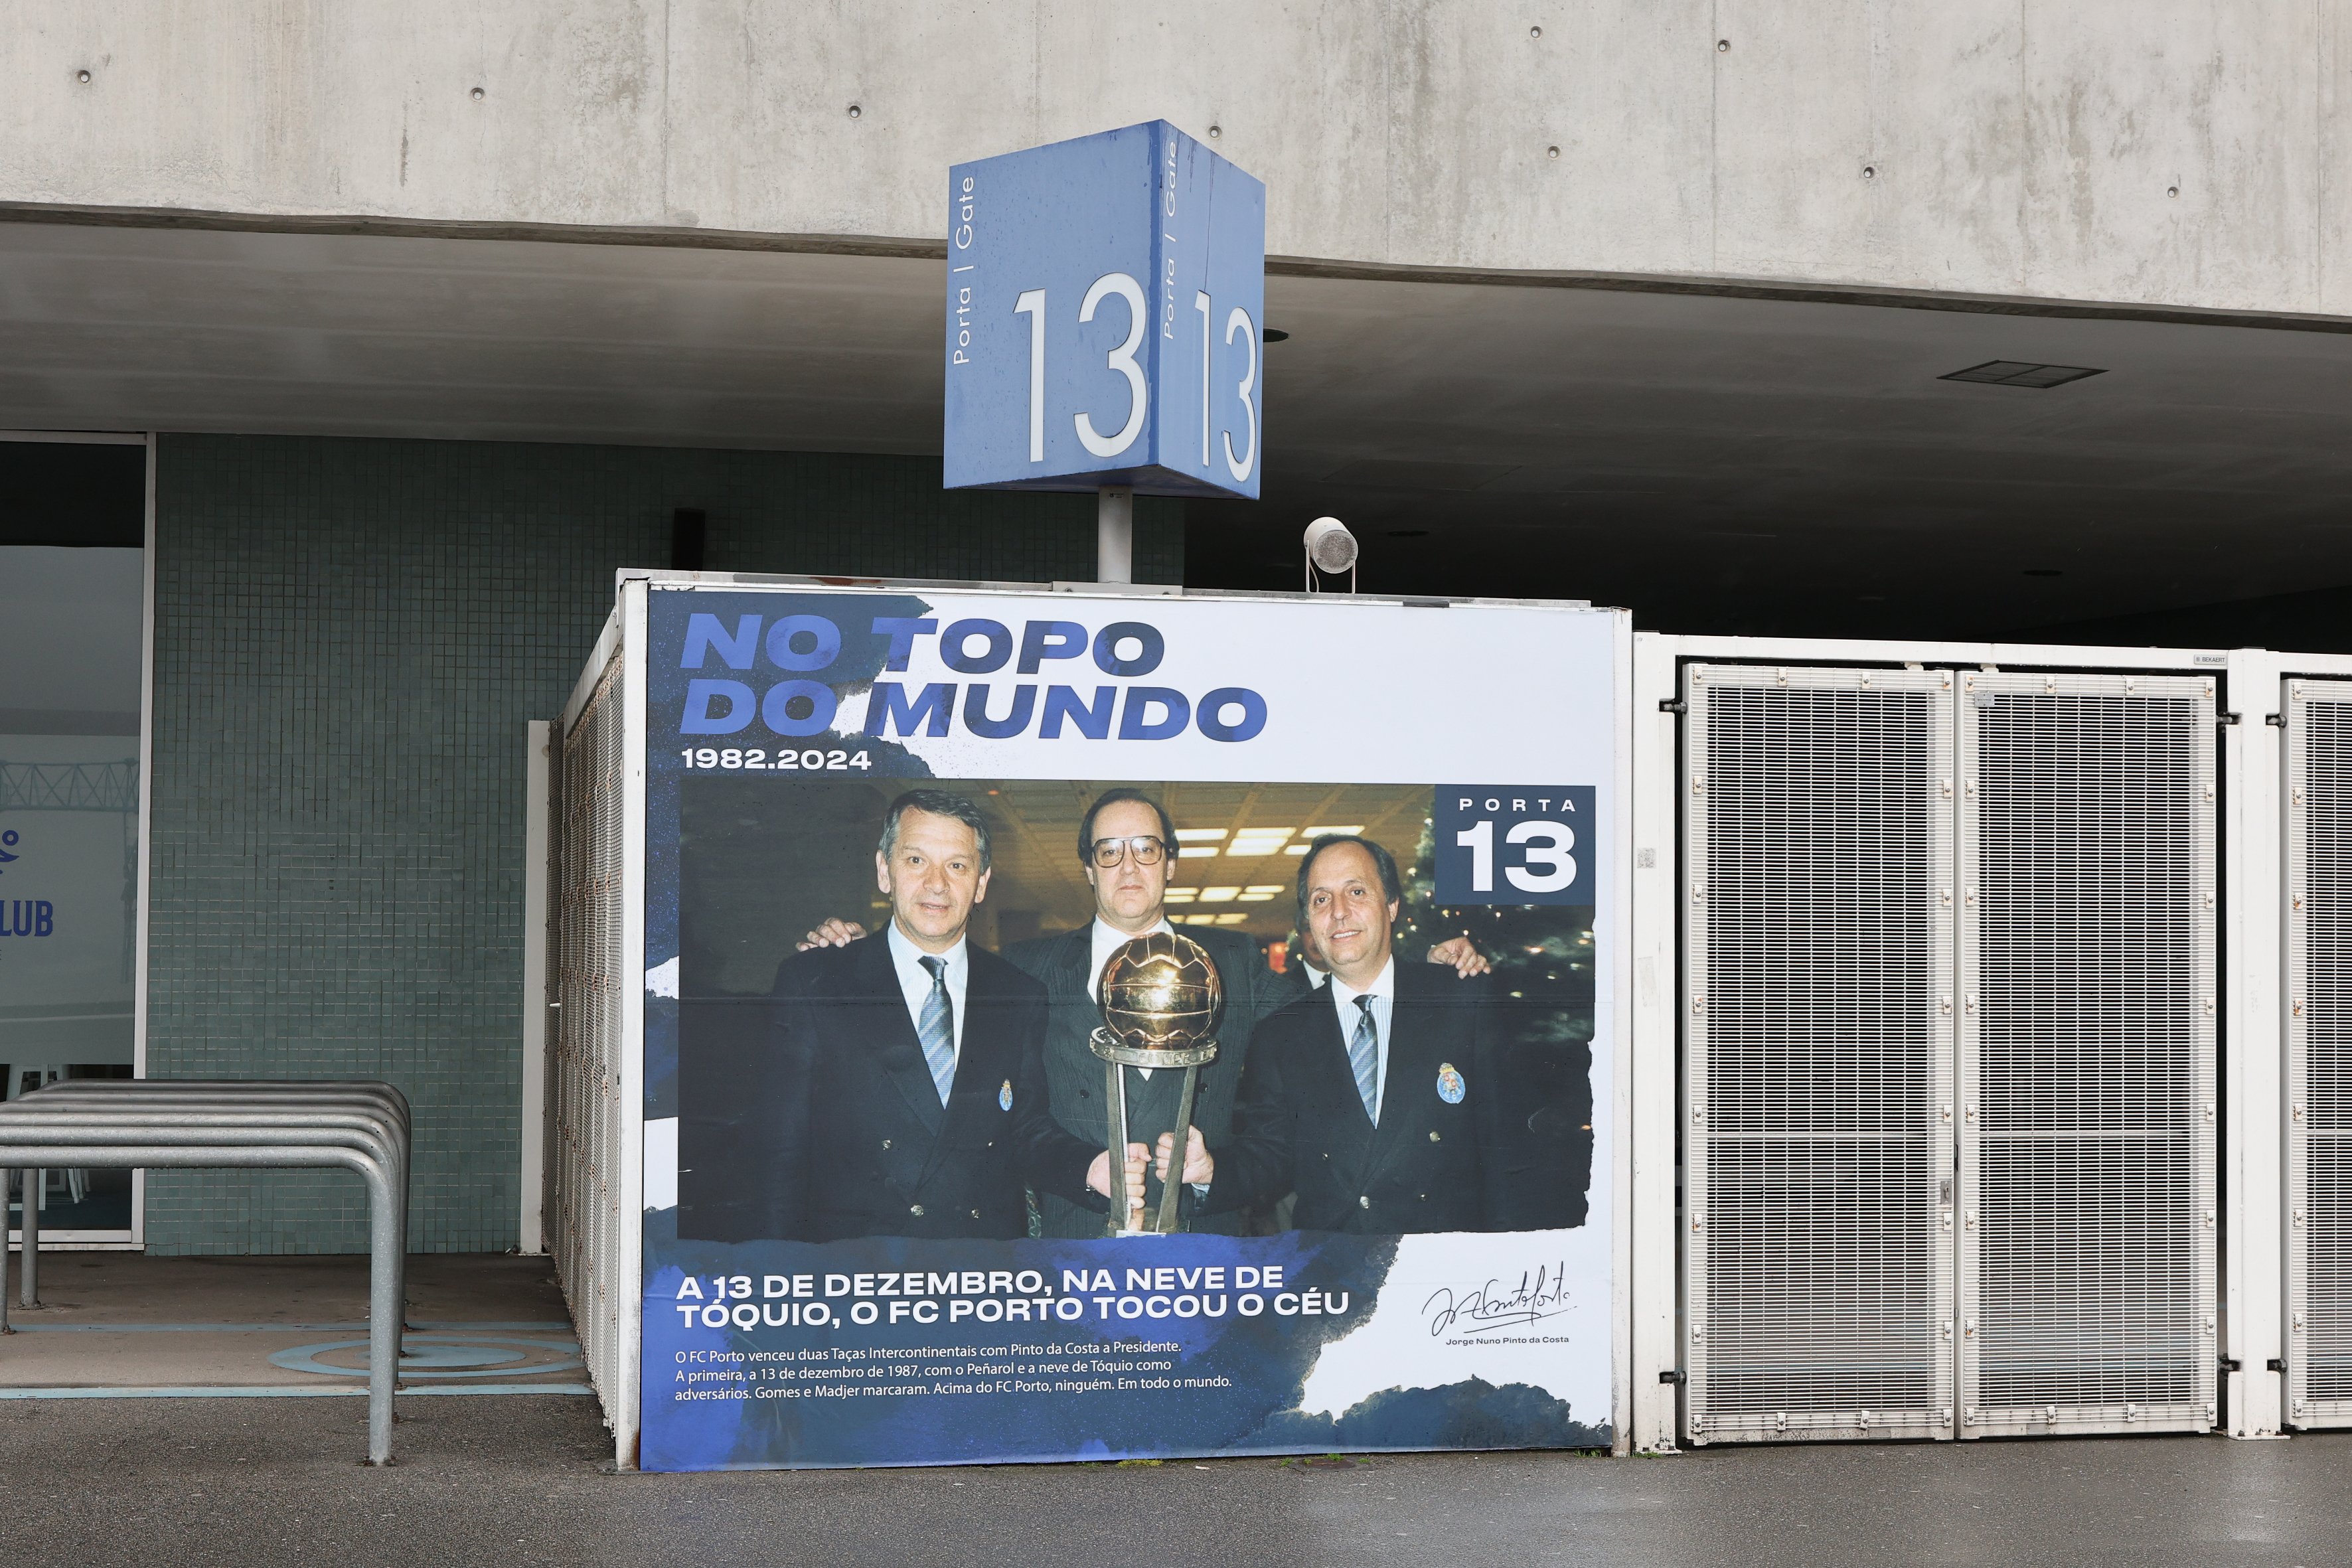 Porta | Gate
13
Porta | Gate
13
NO TOPO
DO MUNDO
1982.2024
PORTA
13
A 13 DE DEZEMBRO, NA NEVE DE
TÓQUIO, O FC PORTO TOCOU O CÉU
Jorge Nuno Pinto da Costa
O FC Porto venceu duas Taças Intercontinentais com Pinto da Costa a Presidente.
A primeira, a 13 de dezembro de 1987, com o Peñarol e a neve de Tóquio como
adversários. Gomes e Madjer marcaram. Acima do FC Porto, ninguém. Em todo o mundo.
LUB
BEKAERT